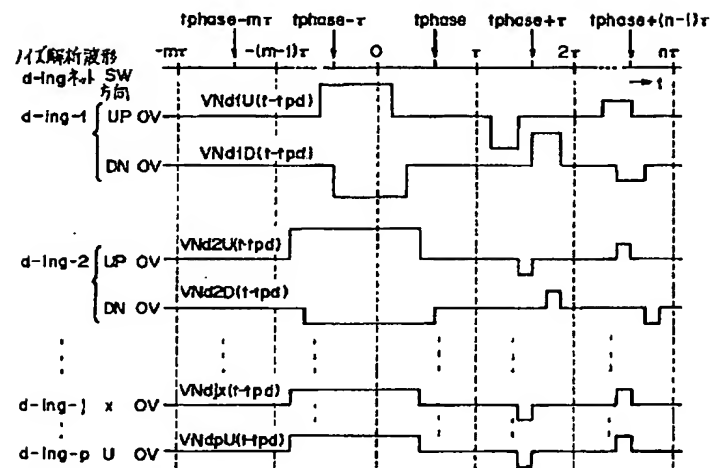 tphase-mτ tphase-τ tphase tphase+τ tphase+(n-1)τ
ノイズ解析波形 -mτ -(m-1)τ 0 τ 2τ nτ
d-ingネット SW方向 t
d-ing-1 UP 0V VNd1U(t-tpd)
DN 0V VNd1D(t-tpd)
d-ing-2 UP 0V VNd2U(t-tpd)
DN 0V VNd2D(t-tpd)
d-ing-j x 0V VNdjx(t-tpd)
d-ing-p U 0V VNdpU(t-tpd)